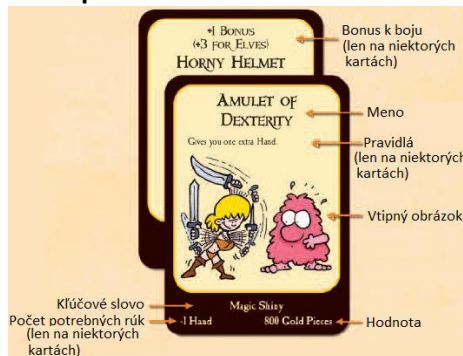 +1 Bonus
(+3 for Elves)
Horny Helmet
Bonus k boju
(len na niektorých
kartách)
Amulet of
Dexterity
Meno
Gives you one extra Hand.
Pravidlá
(len na niektorých
kartách)
Vtipný obrázok
Kľúčové slovo
Magic Shiny
Počet potrebných rúk
(len na niektorých
kartách)
-1 Hand
800 Gold Pieces
Hodnota